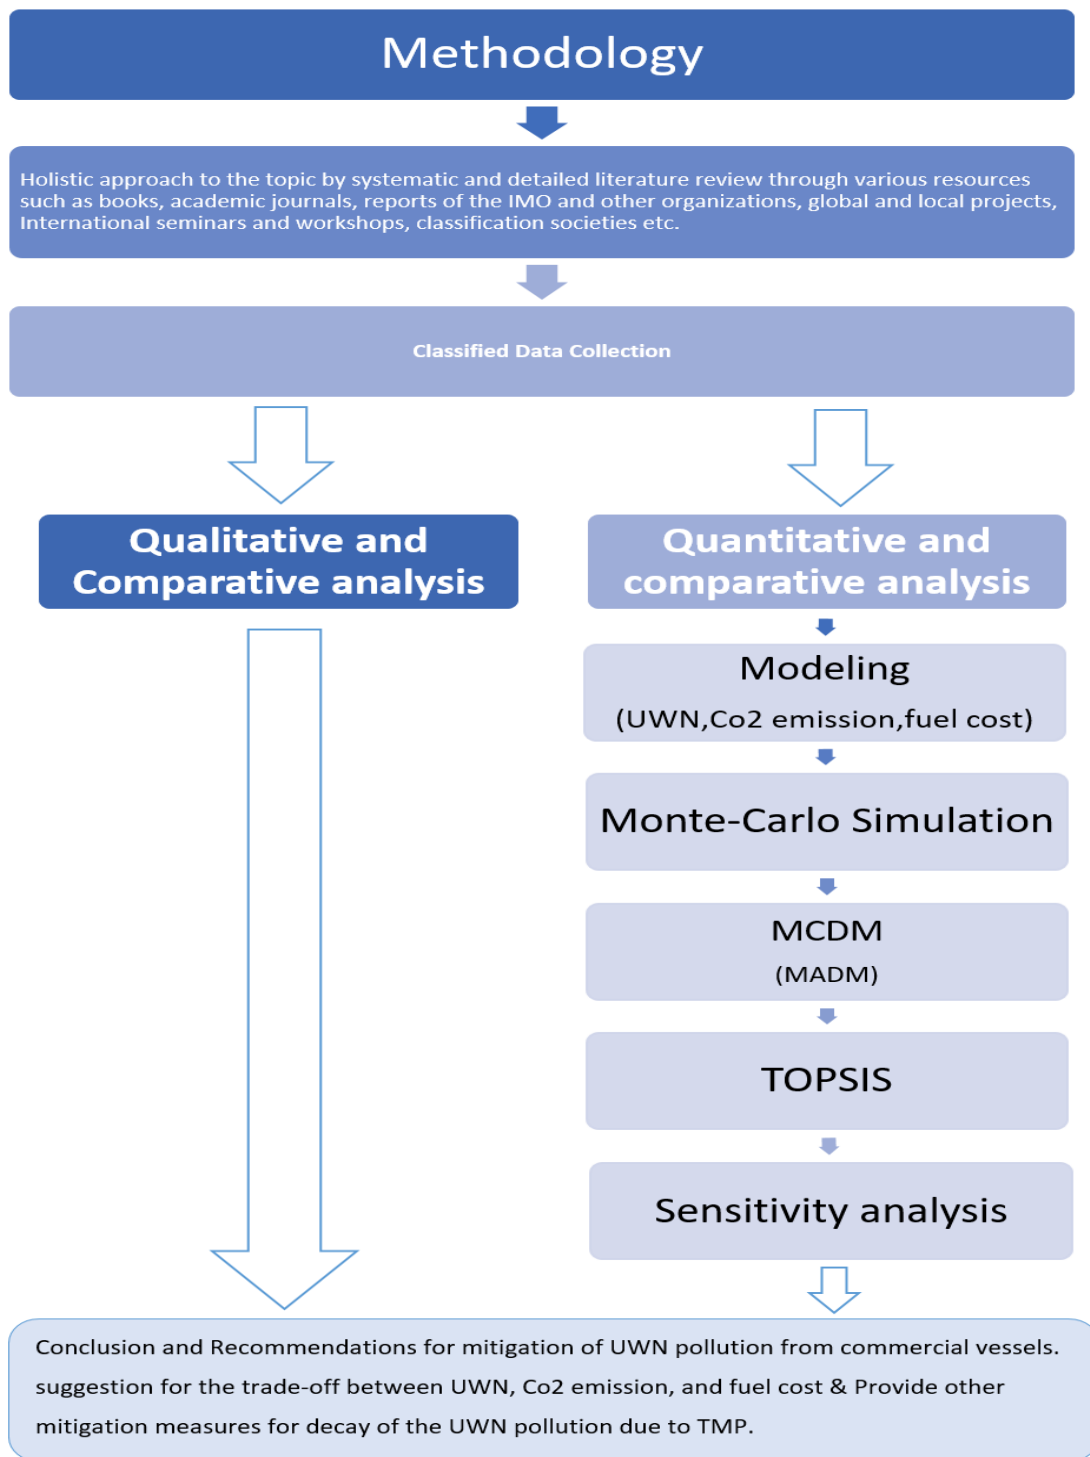 Methodology
Holistic approach to the topic by systematic and detailed literature review through various resources
such as books, academic journals, reports of the IMO and other organizations, global and local projects,
International seminars and workshops, classification societies etc.
Classified Data Collection
Qualitative and
Comparative analysis
Quantitative and
comparative analysis
Modeling
(UWN,Co2 emission,fuel cost)
Monte-Carlo Simulation
MCDM
(MADM)
TOPSIS
Sensitivity analysis
Conclusion and Recommendations for mitigation of UWN pollution from commercial vessels.
suggestion for the trade-off between UWN, Co2 emission, and fuel cost & Provide other
mitigation measures for decay of the UWN pollution due to TMP.